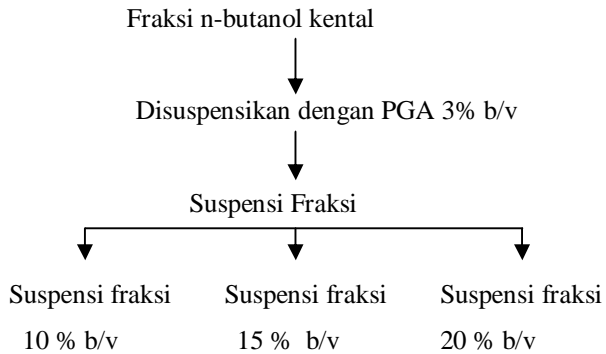 Fraksi n-butanol kental
Disuspensikan dengan PGA 3% b/v
Suspensi Fraksi
Suspensi fraksi Suspensi fraksi Suspensi fraksi
10 % b/v 15 % b/v 20 % b/v